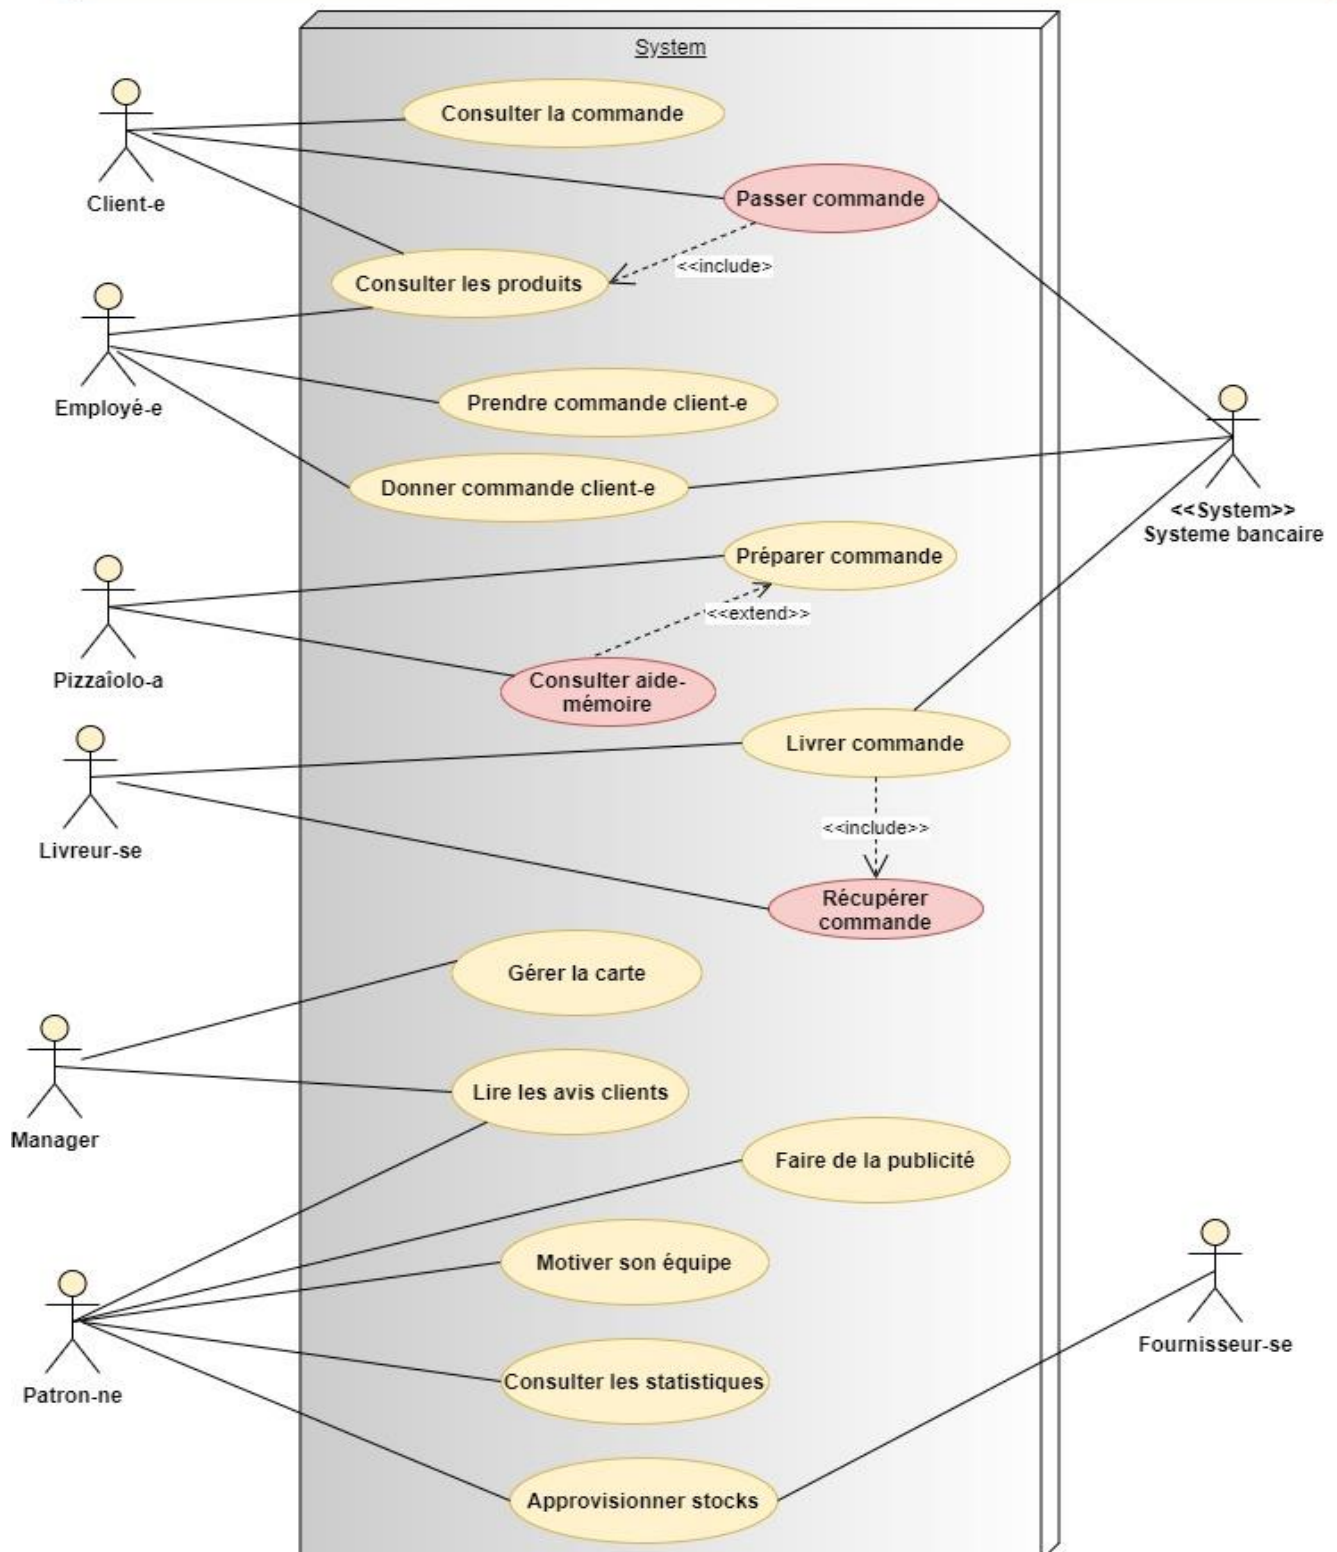 System
Consulter la commande
Client-e
Passer commande
<<include>
Consulter les produits
Employé-e
Prendre commande client-e
Donner commande client-e
<<System>>
Systeme bancaire
Préparer commande
<<extend>>
Pizzaîolo-a
Consulter aide-
mémoire
Livrer commande
<<include>>
Livreur-se
Récupérer
commande
Gérer la carte
Lire les avis clients
Manager
Faire de la publicité
Motiver son équipe
Fournisseur-se
Consulter les statistiques
Patron-ne
Approvisionner stocks